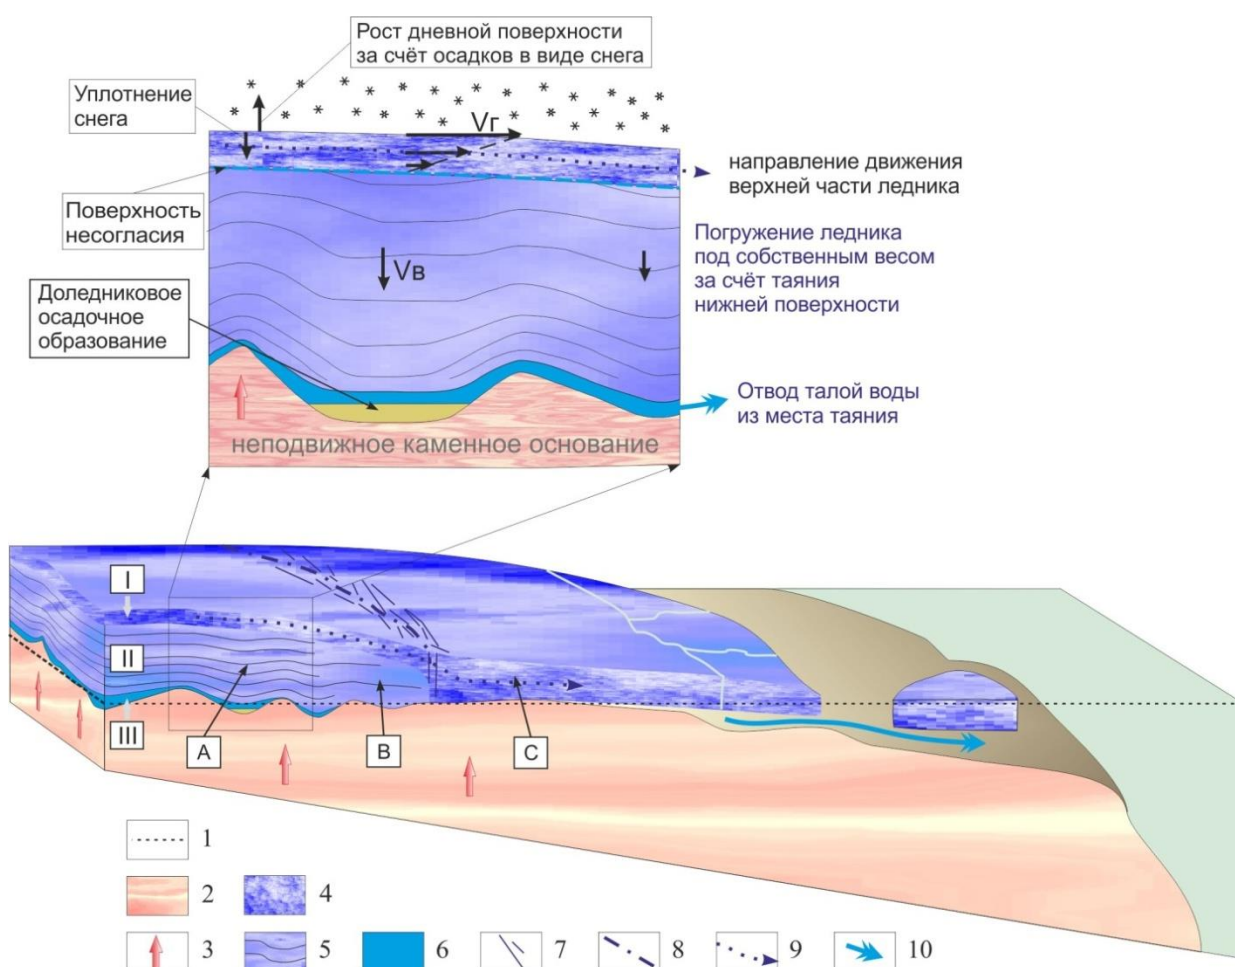 Рост дневной поверхности
за счёт осадков в виде снега
Уплотнение
снега
Vг
направление движения
верхней части ледника
Поверхность
несогласия
Погружение ледника
под собственным весом
за счёт таяния
нижней поверхности
Vв
Доледниковое
осадочное
образование
Отвод талой воды
из места таяния
неподвижное каменное основание
I
II
III
A
B
C
1
2
4
3
5
6
7
8
9
10